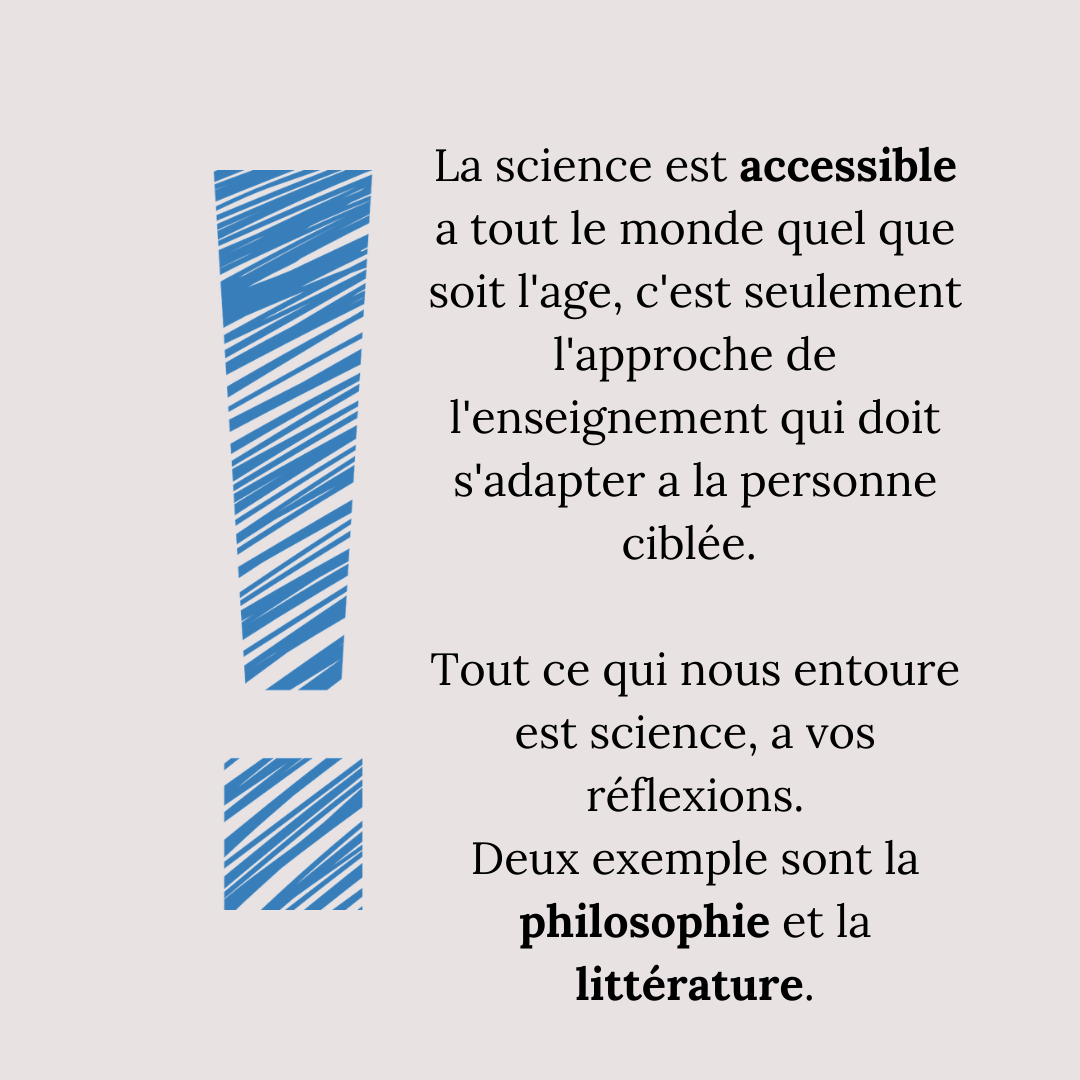 La science est accessible
a tout le monde quel que
soit l'age, c'est seulement
l'approche de
l'enseignement qui doit
s'adapter a la personne
ciblée.
Tout ce qui nous entoure
est science, a vos
réflexions.
Deux exemple sont la
philosophie et la
littérature.